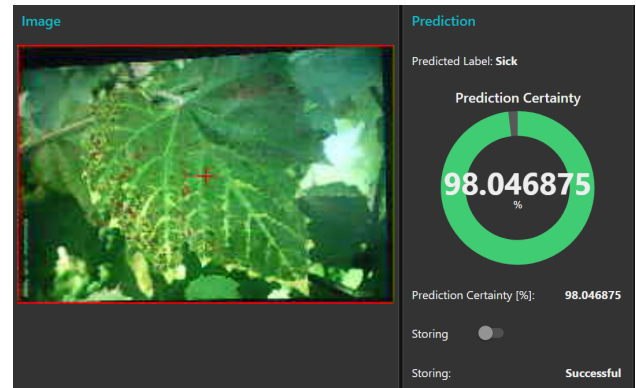 Image
Prediction
Predicted Label: Sick
Prediction Certainty
98.046875
%
Prediction Certainty [%]: 98.046875
Storing
Storing: Successful